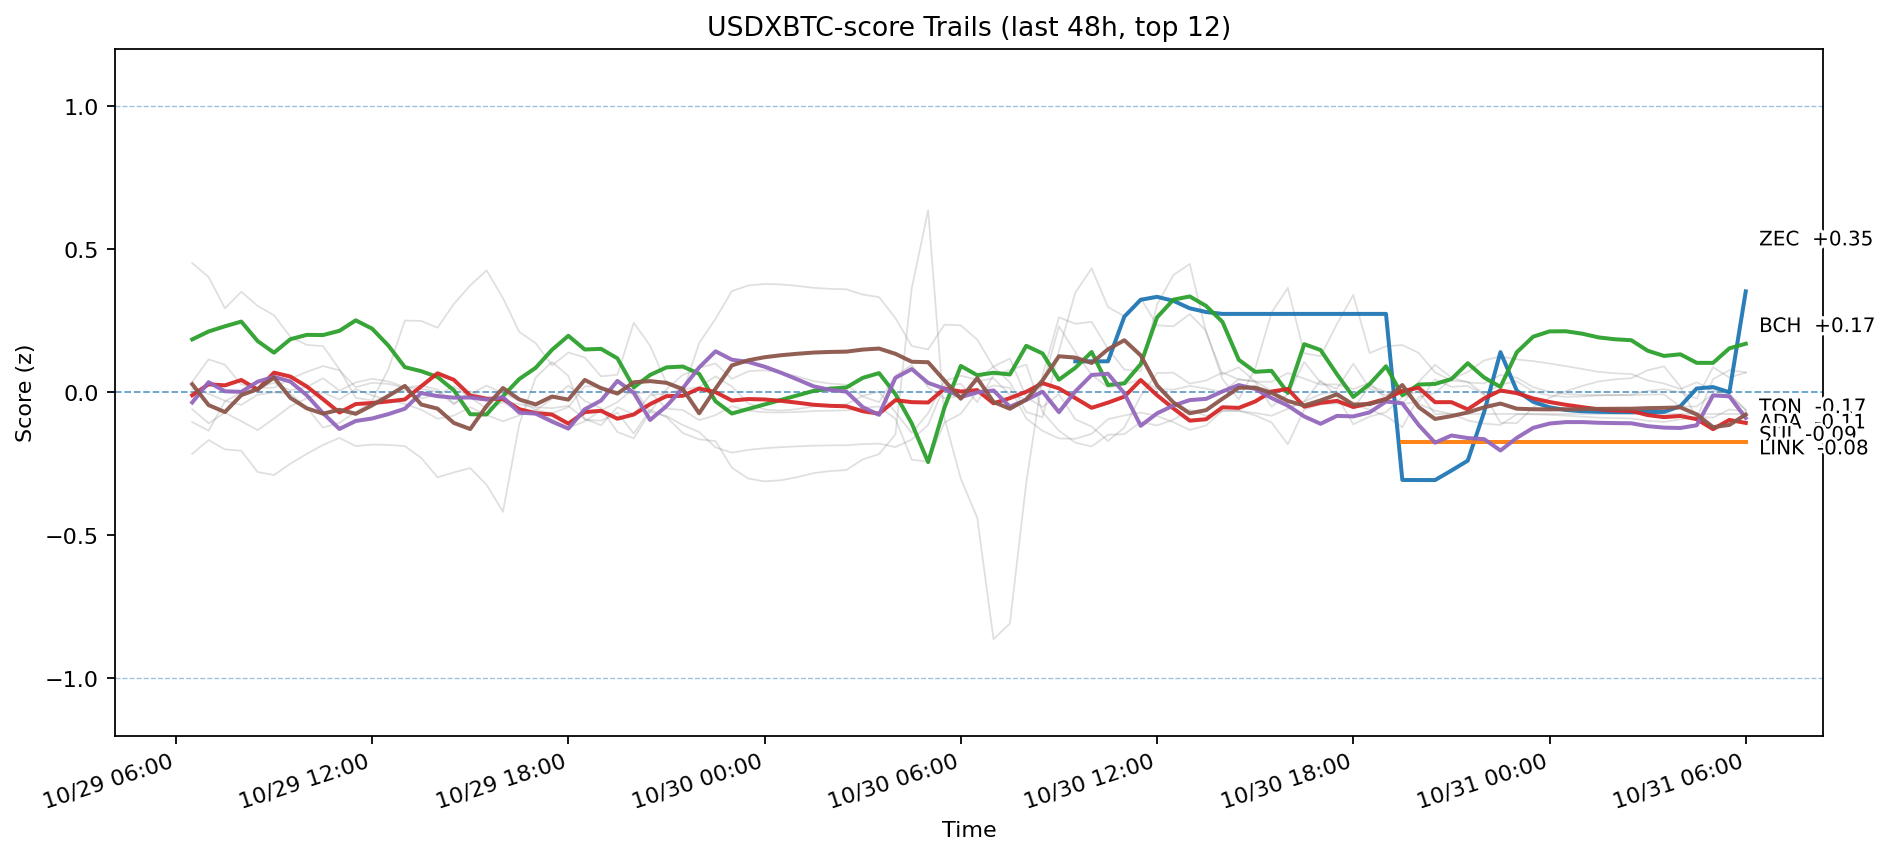 USDXBTC-score Trails (last 48h, top 12)
Score (z)
1.0
0.5
0.0
−0.5
−1.0
ZEC +0.35
BCH +0.17
TON -0.17
ADA -0.11
SUI -0.09
LINK -0.08
10/29 06:00
10/29 12:00
10/29 18:00
10/30 00:00
10/30 06:00
10/30 12:00
10/30 18:00
10/31 00:00
10/31 06:00
Time